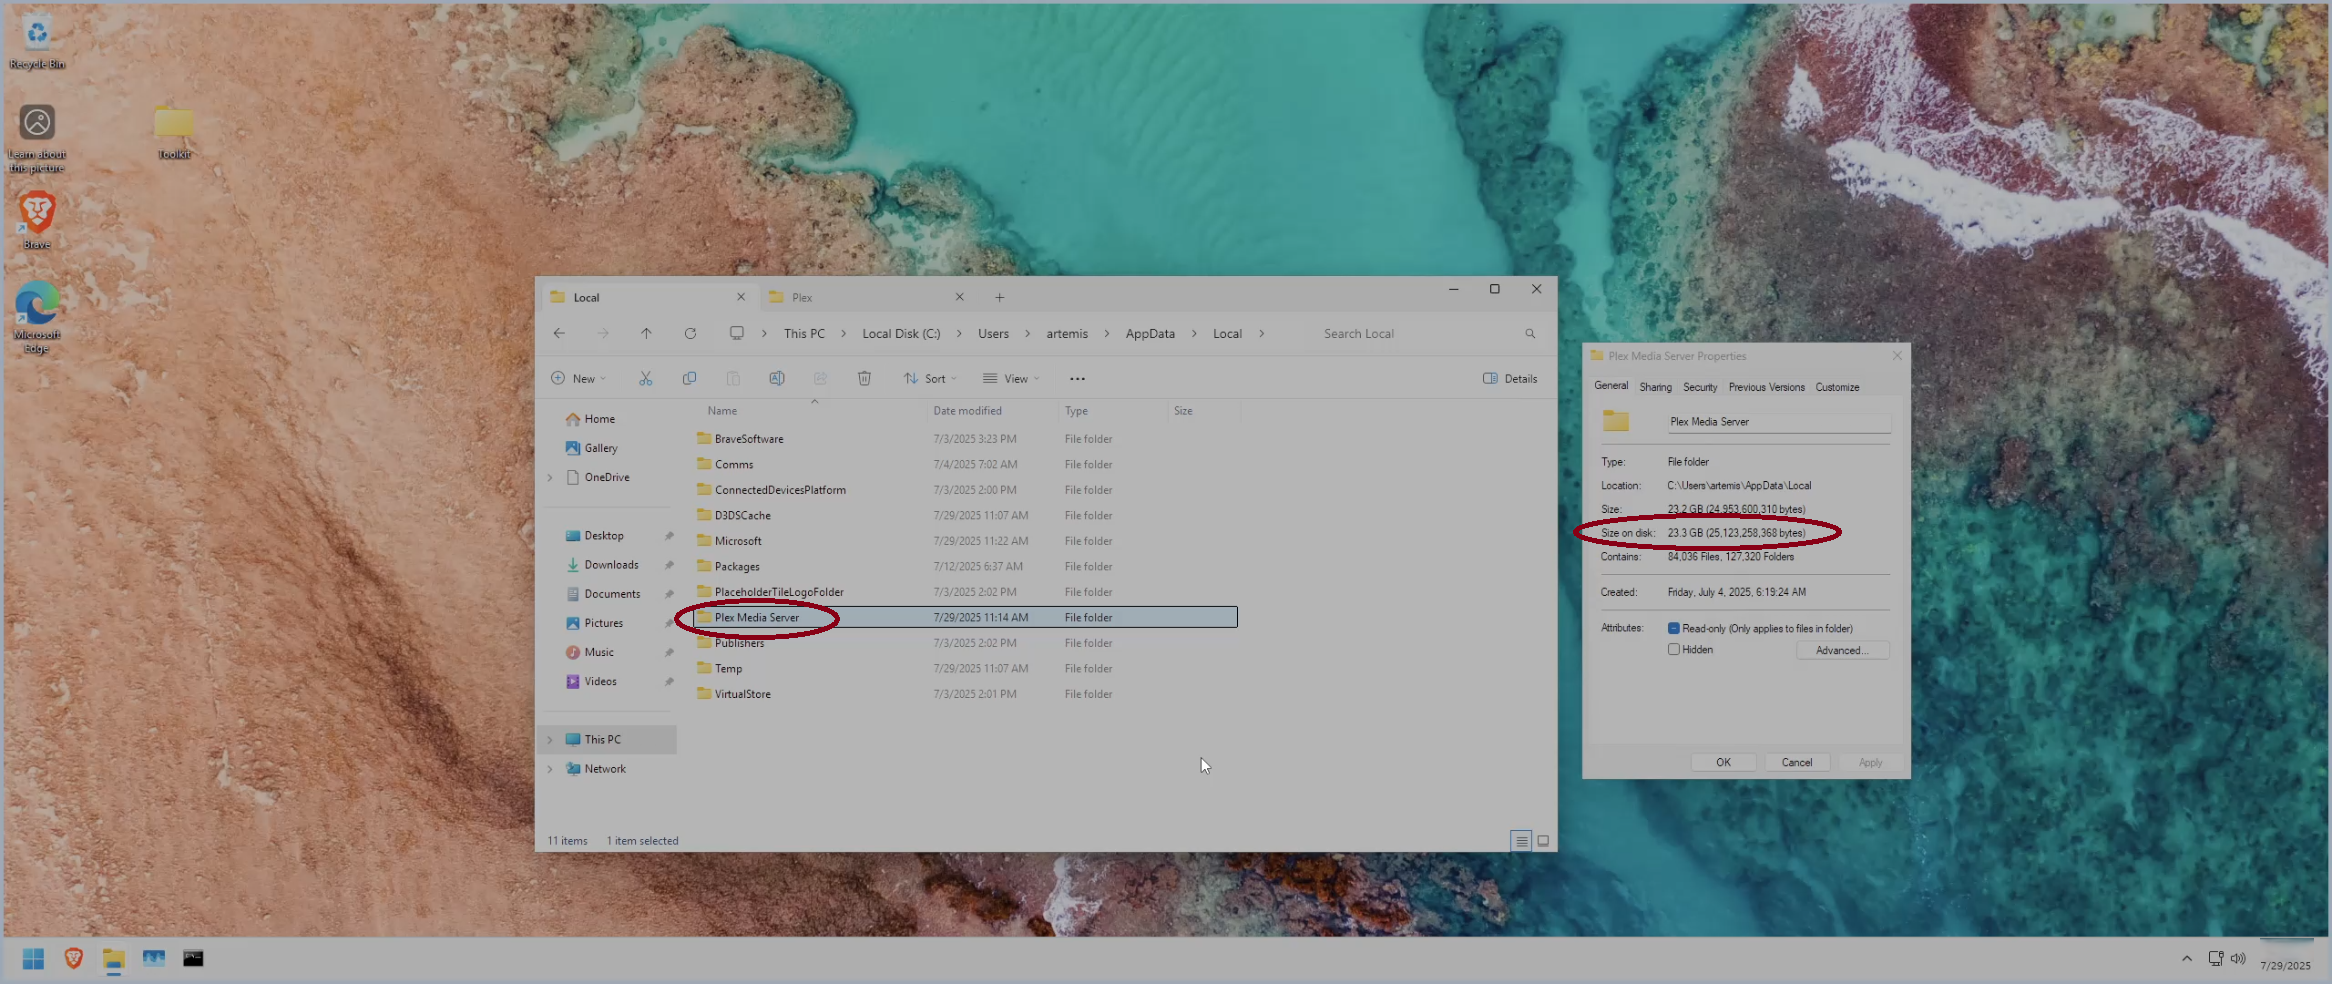 Recycle Bin
Learn about
this picture
Toolkit
Brave
Microsoft
Edge
Local
Plex
This PC
Local Disk (C:)
Users
artemis
AppData
Local
Search Local
New
Sort
View
Details
Home
Gallery
OneDrive
Desktop
Downloads
Documents
Pictures
Music
Videos
This PC
Network
Name Date modified Type Size
BraveSoftware 7/3/2025 3:23 PM File folder
Comms 7/4/2025 7:02 AM File folder
ConnectedDevicesPlatform 7/3/2025 2:00 PM File folder
D3DSCache 7/29/2025 11:07 AM File folder
Microsoft 7/29/2025 11:22 AM File folder
Packages 7/12/2025 6:37 AM File folder
PlaceholderTileLogoFolder 7/3/2025 2:02 PM File folder
Plex Media Server 7/29/2025 11:14 AM File folder
Publishers 7/3/2025 2:02 PM File folder
Temp 7/29/2025 11:07 AM File folder
VirtualStore 7/3/2025 2:01 PM File folder
11 items 1 item selected
Plex Media Server Properties
General Sharing Security Previous Versions Customize
Plex Media Server
Type: File folder
Location: C:\Users\artemis\AppData\Local
Size: 23.2 GB (24,953,600,310 bytes)
Size on disk: 23.3 GB (25,123,258,368 bytes)
Contains: 84,036 Files, 127,320 Folders
Created: Friday, July 4, 2025, 6:19:24 AM
Attributes: Read-only (Only applies to files in folder)
Hidden
Advanced...
OK Cancel Apply
7/29/2025